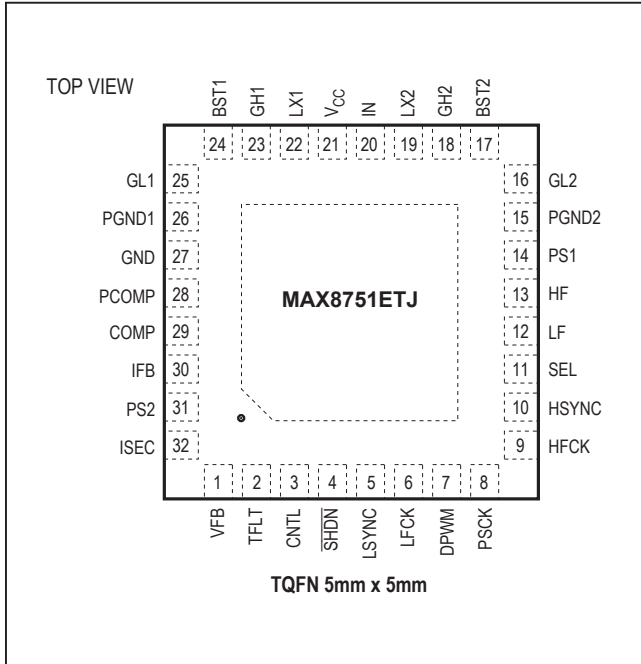 TOP VIEW
BST1 GH1 LX1 VCC IN LX2 GH2 BST2
24 23 22 21 20 19 18 17
GL1 25 16 GL2
PGND1 26 15 PGND2
GND 27 14 PS1
PCOMP 28 MAX8751ETJ 13 HF
COMP 29 12 LF
IFB 30 11 SEL
PS2 31 10 HSYNC
ISEC 32 9 HFCK
1 2 3 4 5 6 7 8
VFB TFLT CNTL SHDN LSYNC LFCK DPWM PSCK
TQFN 5mm x 5mm